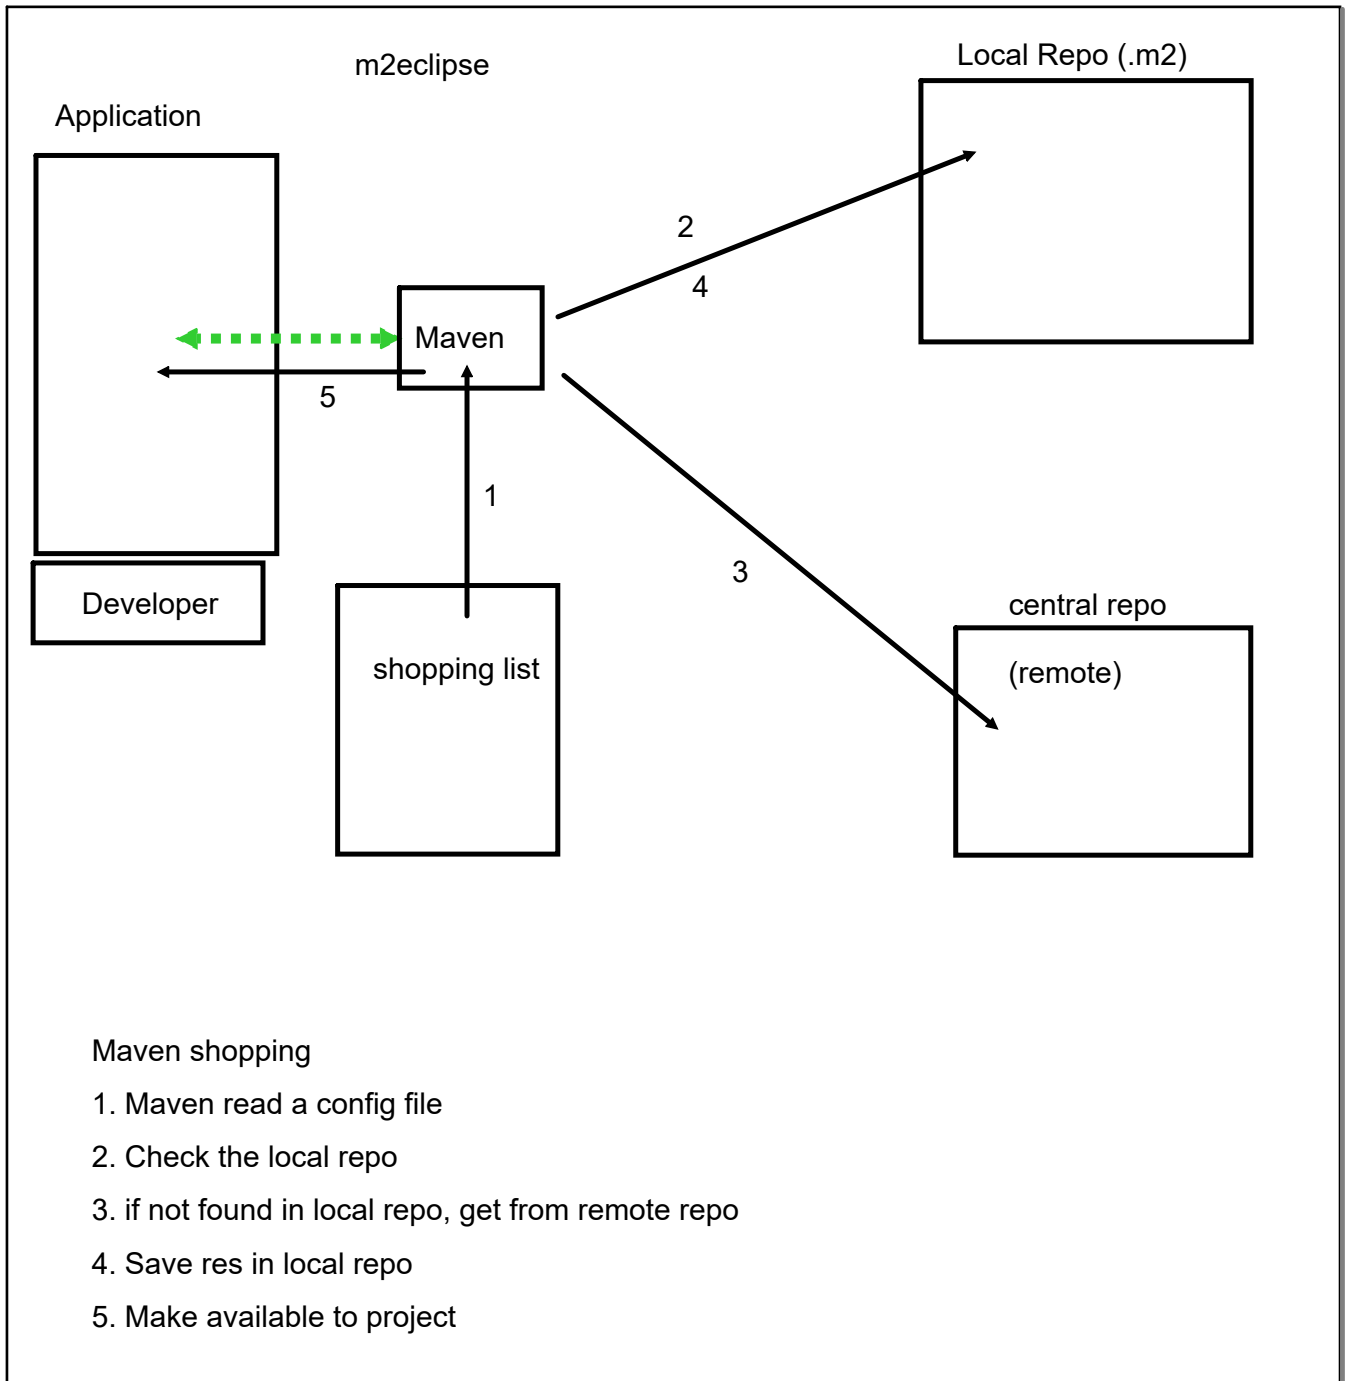 m2eclipse
Local Repo (.m2)
Application
2
4
Maven
5
1
3
Developer
shopping list
central repo
(remote)
Maven shopping
1. Maven read a config file
2. Check the local repo
3. if not found in local repo, get from remote repo
4. Save res in local repo
5. Make available to project